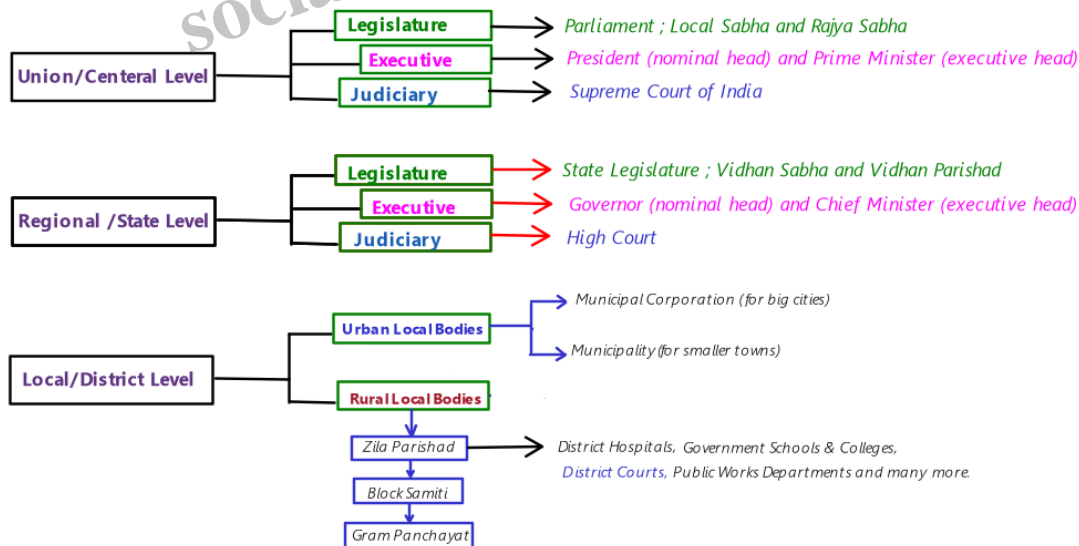 socia
Legislature
Parliament ; Local Sabha and Rajya Sabha
Union/Centeral Level
Executive
President (nominal head) and Prime Minister (executive head)
Judiciary
Supreme Court of India
Legislature
State Legislature ; Vidhan Sabha and Vidhan Parishad
Regional /State Level
Executive
Governor (nominal head) and Chief Minister (executive head)
Judiciary
High Court
Municipal Corporation (for big cities)
Urban Local Bodies
Municipality(for smaller towns)
Local/District Level
Rural Local Bodies
Zila Parishad
District Hospitals, Government Schools & Colleges,
District Courts, Public Works Departments and many more.
Block Samiti
Gram Panchayat